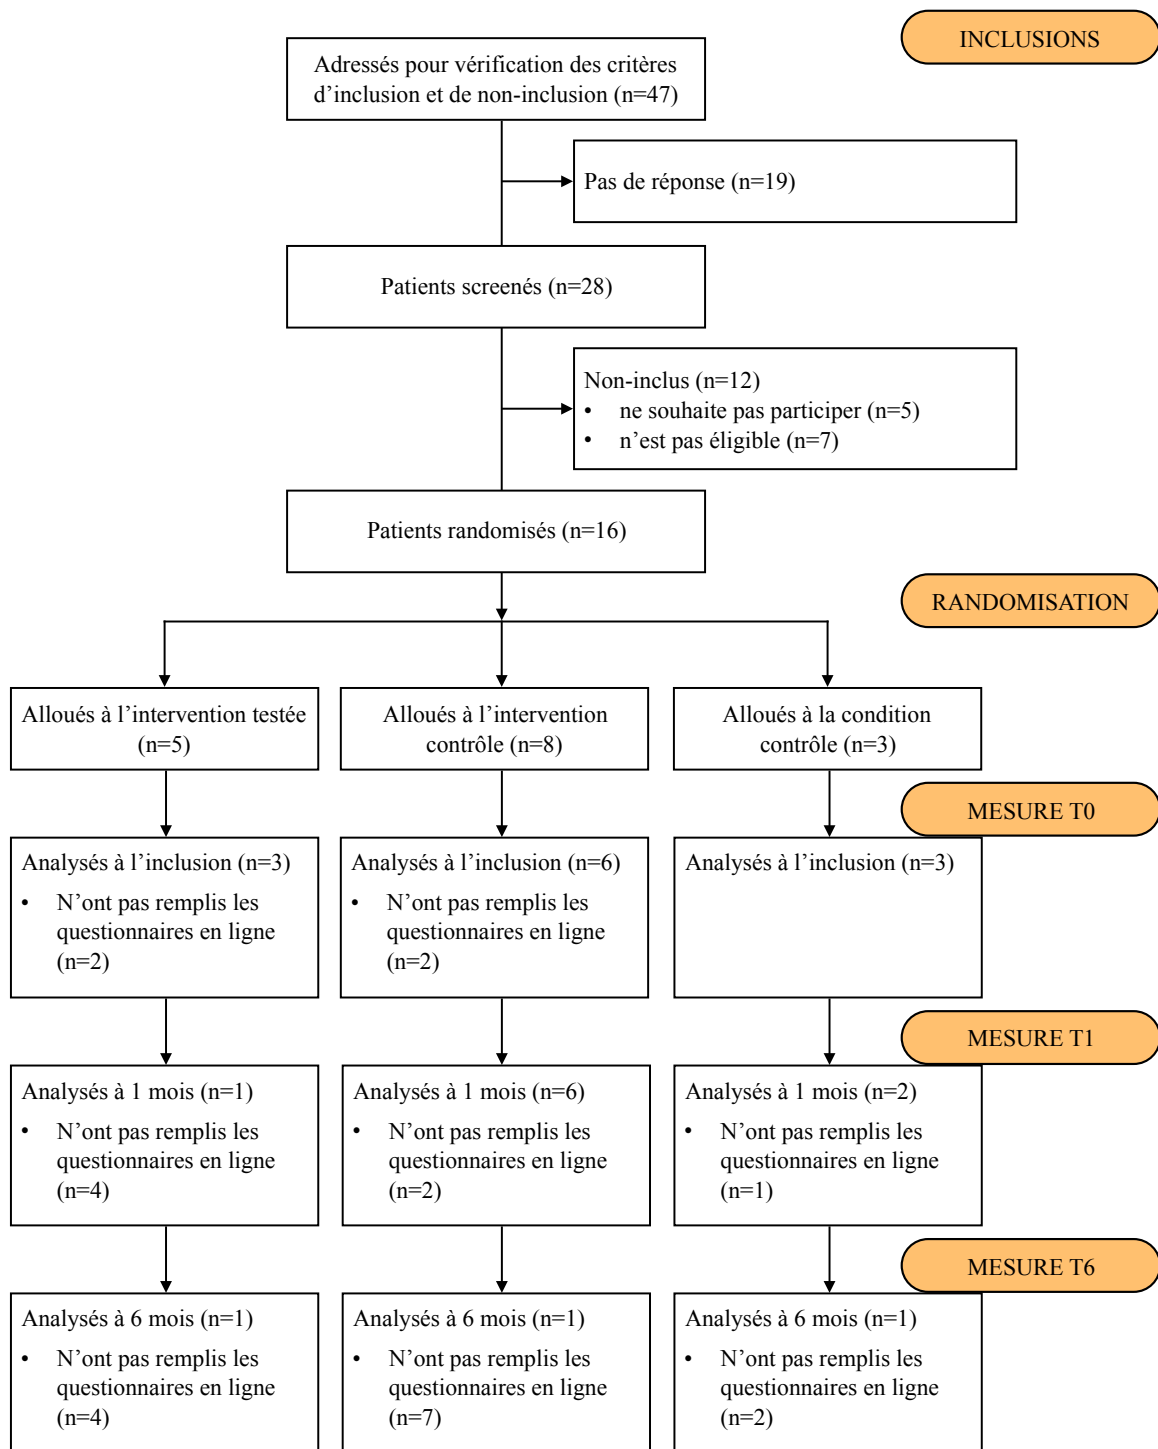 INCLUSIONS
Adressés pour vérification des critères
d’inclusion et de non-inclusion (n=47)
Pas de réponse (n=19)
Patients screenés (n=28)
Non-inclus (n=12)
• ne souhaite pas participer (n=5)
• n’est pas éligible (n=7)
Patients randomisés (n=16)
RANDOMISATION
Alloués à l’intervention testée
(n=5)
Alloués à l’intervention
contrôle (n=8)
Alloués à la condition
contrôle (n=3)
MESURE T0
Analysés à l’inclusion (n=3)
• N’ont pas remplis les
questionnaires en ligne
(n=2)
Analysés à l’inclusion (n=6)
• N’ont pas remplis les
questionnaires en ligne
(n=2)
Analysés à l’inclusion (n=3)
MESURE T1
Analysés à 1 mois (n=1)
• N’ont pas remplis les
questionnaires en ligne
(n=4)
Analysés à 1 mois (n=6)
• N’ont pas remplis les
questionnaires en ligne
(n=2)
Analysés à 1 mois (n=2)
• N’ont pas remplis les
questionnaires en ligne
(n=1)
MESURE T6
Analysés à 6 mois (n=1)
• N’ont pas remplis les
questionnaires en ligne
(n=4)
Analysés à 6 mois (n=1)
• N’ont pas remplis les
questionnaires en ligne
(n=7)
Analysés à 6 mois (n=1)
• N’ont pas remplis les
questionnaires en ligne
(n=2)